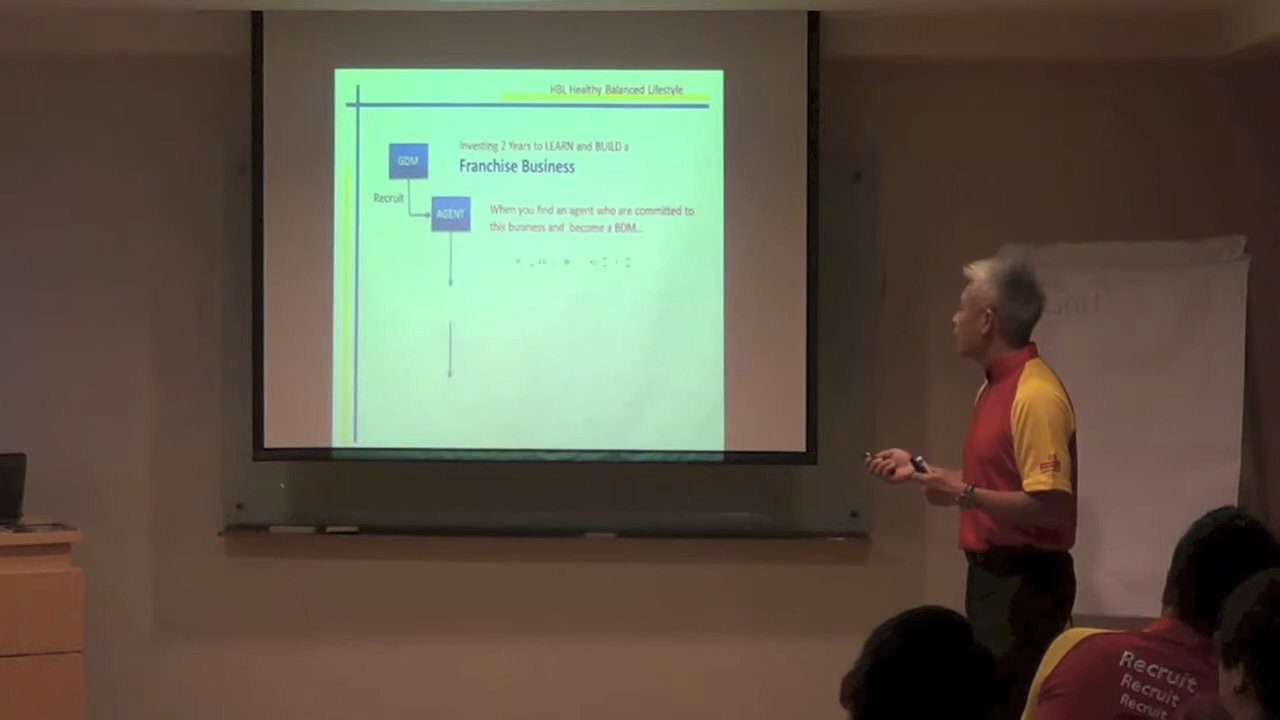 HBL Healthy Balanced Lifestyle
Investing 2 Years to LEARN and BUILD a
GDM
Franchise Business
Recruit
AGENT
When you find an agent who are committed to
this business and become a BDM...
Recruit
Recruit
Recruit